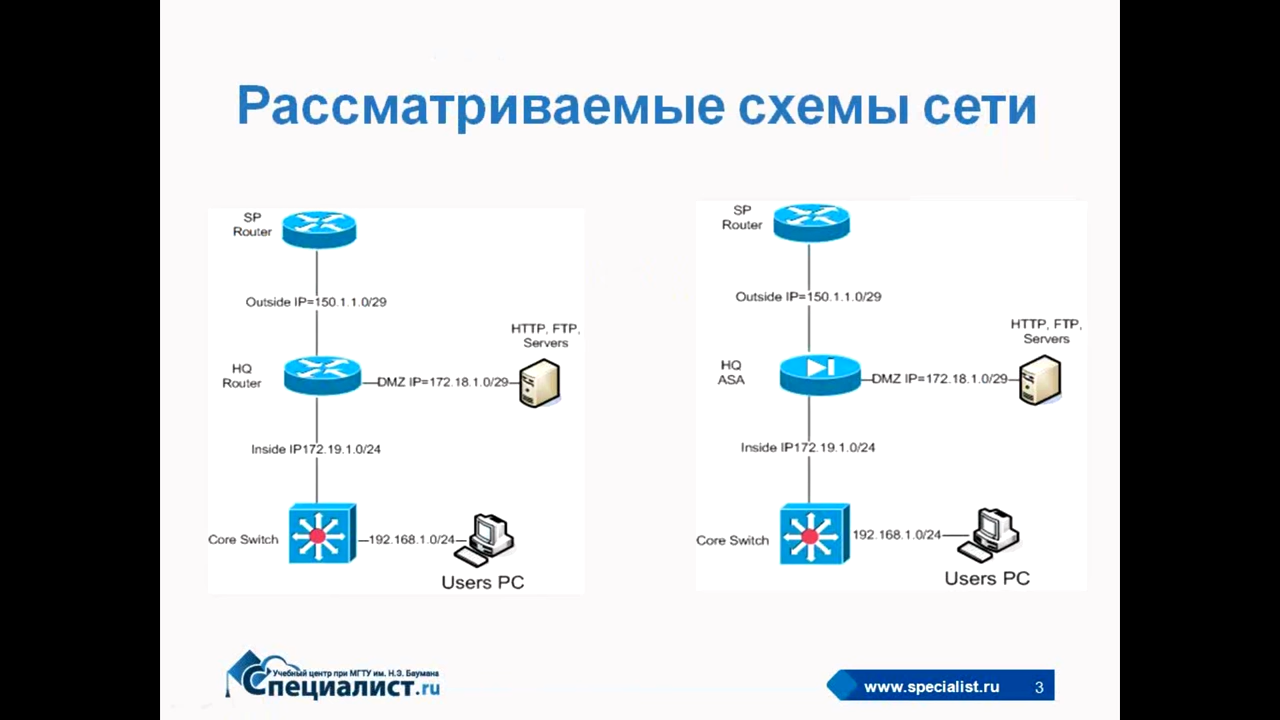 Рассматриваемые схемы сети
SP
Router
Outside IP=150.1.1.0/29
HTTP, FTP,
Servers
HQ
Router
DMZ IP=172.18.1.0/29
Inside IP172.19.1.0/24
Core Switch
192.168.1.0/24
Users PC
SP
Router
Outside IP=150.1.1.0/29
HTTP, FTP,
Servers
HQ
ASA
DMZ IP=172.18.1.0/29
Inside IP172.19.1.0/24
Core Switch
192.168.1.0/24
Users PC
Учебный центр при МГТУ им. Н.Э. Баумана
Специалист.ru
www.specialist.ru
3